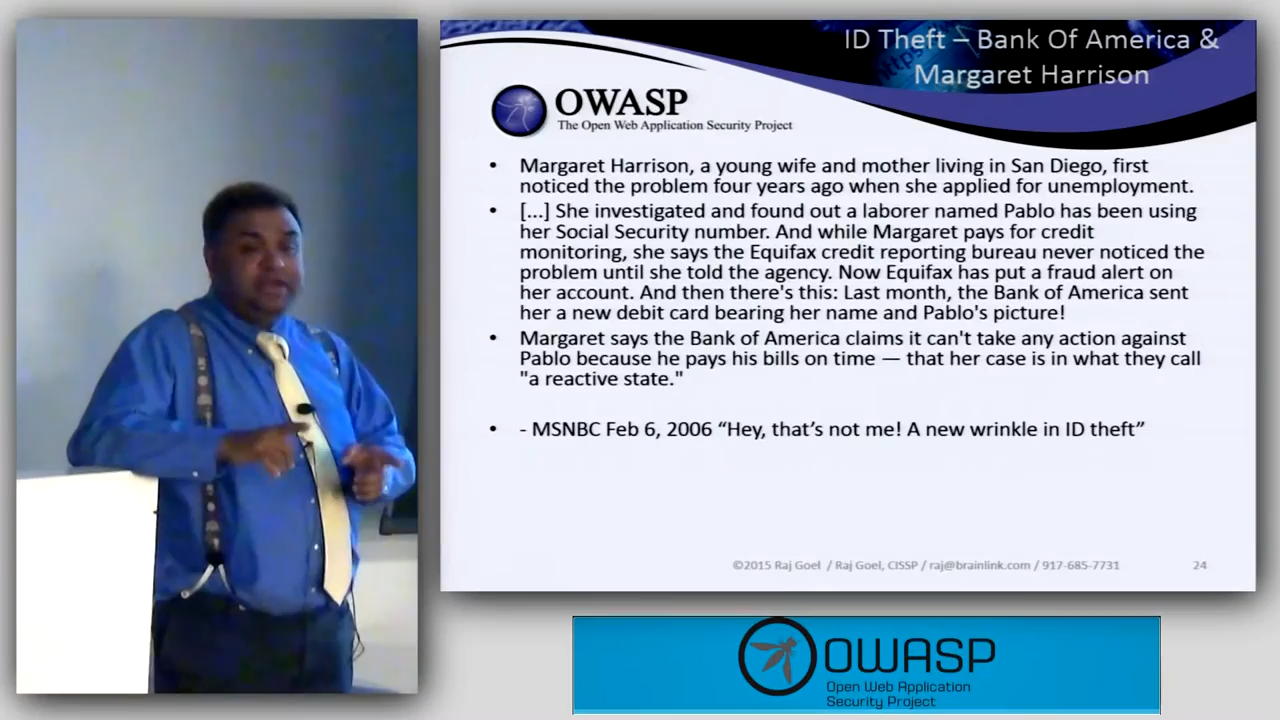 ID Theft – Bank Of America &
Margaret Harrison
OWASP
The Open Web Application Security Project
• Margaret Harrison, a young wife and mother living in San Diego, first
noticed the problem four years ago when she applied for unemployment.
• [...] She investigated and found out a laborer named Pablo has been using
her Social Security number. And while Margaret pays for credit
monitoring, she says the Equifax credit reporting bureau never noticed the
problem until she told the agency. Now Equifax has put a fraud alert on
her account. And then there's this: Last month, the Bank of America sent
her a new debit card bearing her name and Pablo's picture!
• Margaret says the Bank of America claims it can't take any action against
Pablo because he pays his bills on time — that her case is in what they call
"a reactive state."
• - MSNBC Feb 6, 2006 “Hey, that’s not me! A new wrinkle in ID theft”
©2015 Raj Goel / Raj Goel, CISSP / raj@brainlink.com / 917-685-7731
24
OWASP
Open Web Application
Security Project